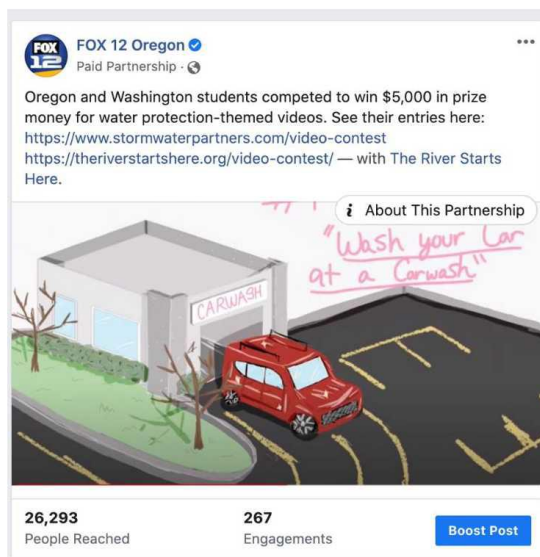 FOX
12
FOX 12 Oregon
Paid Partnership ·
Oregon and Washington students competed to win $5,000 in prize
money for water protection-themed videos. See their entries here:
https://www.stormwaterpartners.com/video-contest
https://theriverstartshere.org/video-contest/ — with The River Starts
Here.
i About This Partnership
"Wash your Car
at a Carwash"
CARWASH
26,293
People Reached
267
Engagements
Boost Post